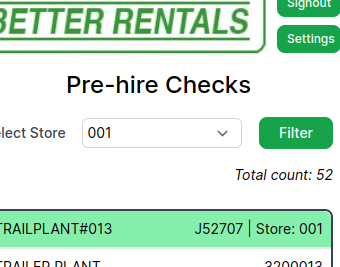 Signout
BETTER RENTALS
Settings
Pre-hire Checks
elect Store
001
Filter
Total count: 52
TRAILPLANT#013
J52707 | Store: 001
TRAILER PLANT
3200013